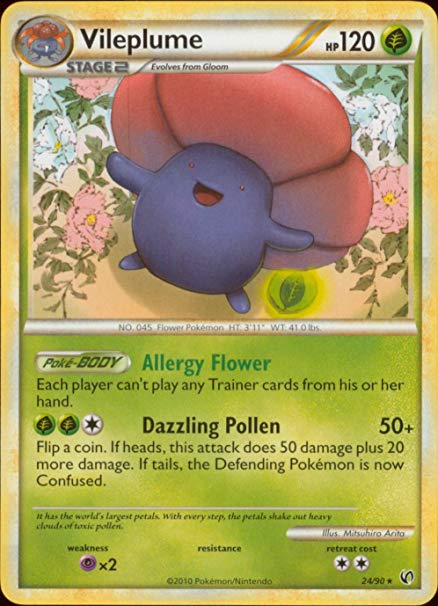 Vileplume HP 120
STAGE 2 Evolves from Gloom
NO. 045 Flower Pokémon HT: 3'11" WT: 41.0 lbs.
Poké-BODY Allergy Flower
Each player can't play any Trainer cards from his or her
hand.
Dazzling Pollen 50+
Flip a coin. If heads, this attack does 50 damage plus 20
more damage. If tails, the Defending Pokémon is now
Confused.
It has the world's largest petals. With every step, the petals shake out heavy
clouds of toxic pollen.
Illus. Mitsuhiro Arita
weakness resistance retreat cost
×2
©2010 Pokémon/Nintendo 24/90 ★